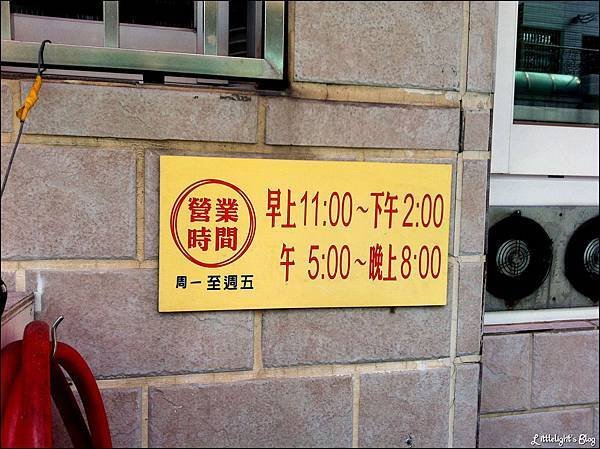 營業
時間
周一至週五
早上11:00~下午2:00
午 5:00~晚上8:00
Littlelight's Blog